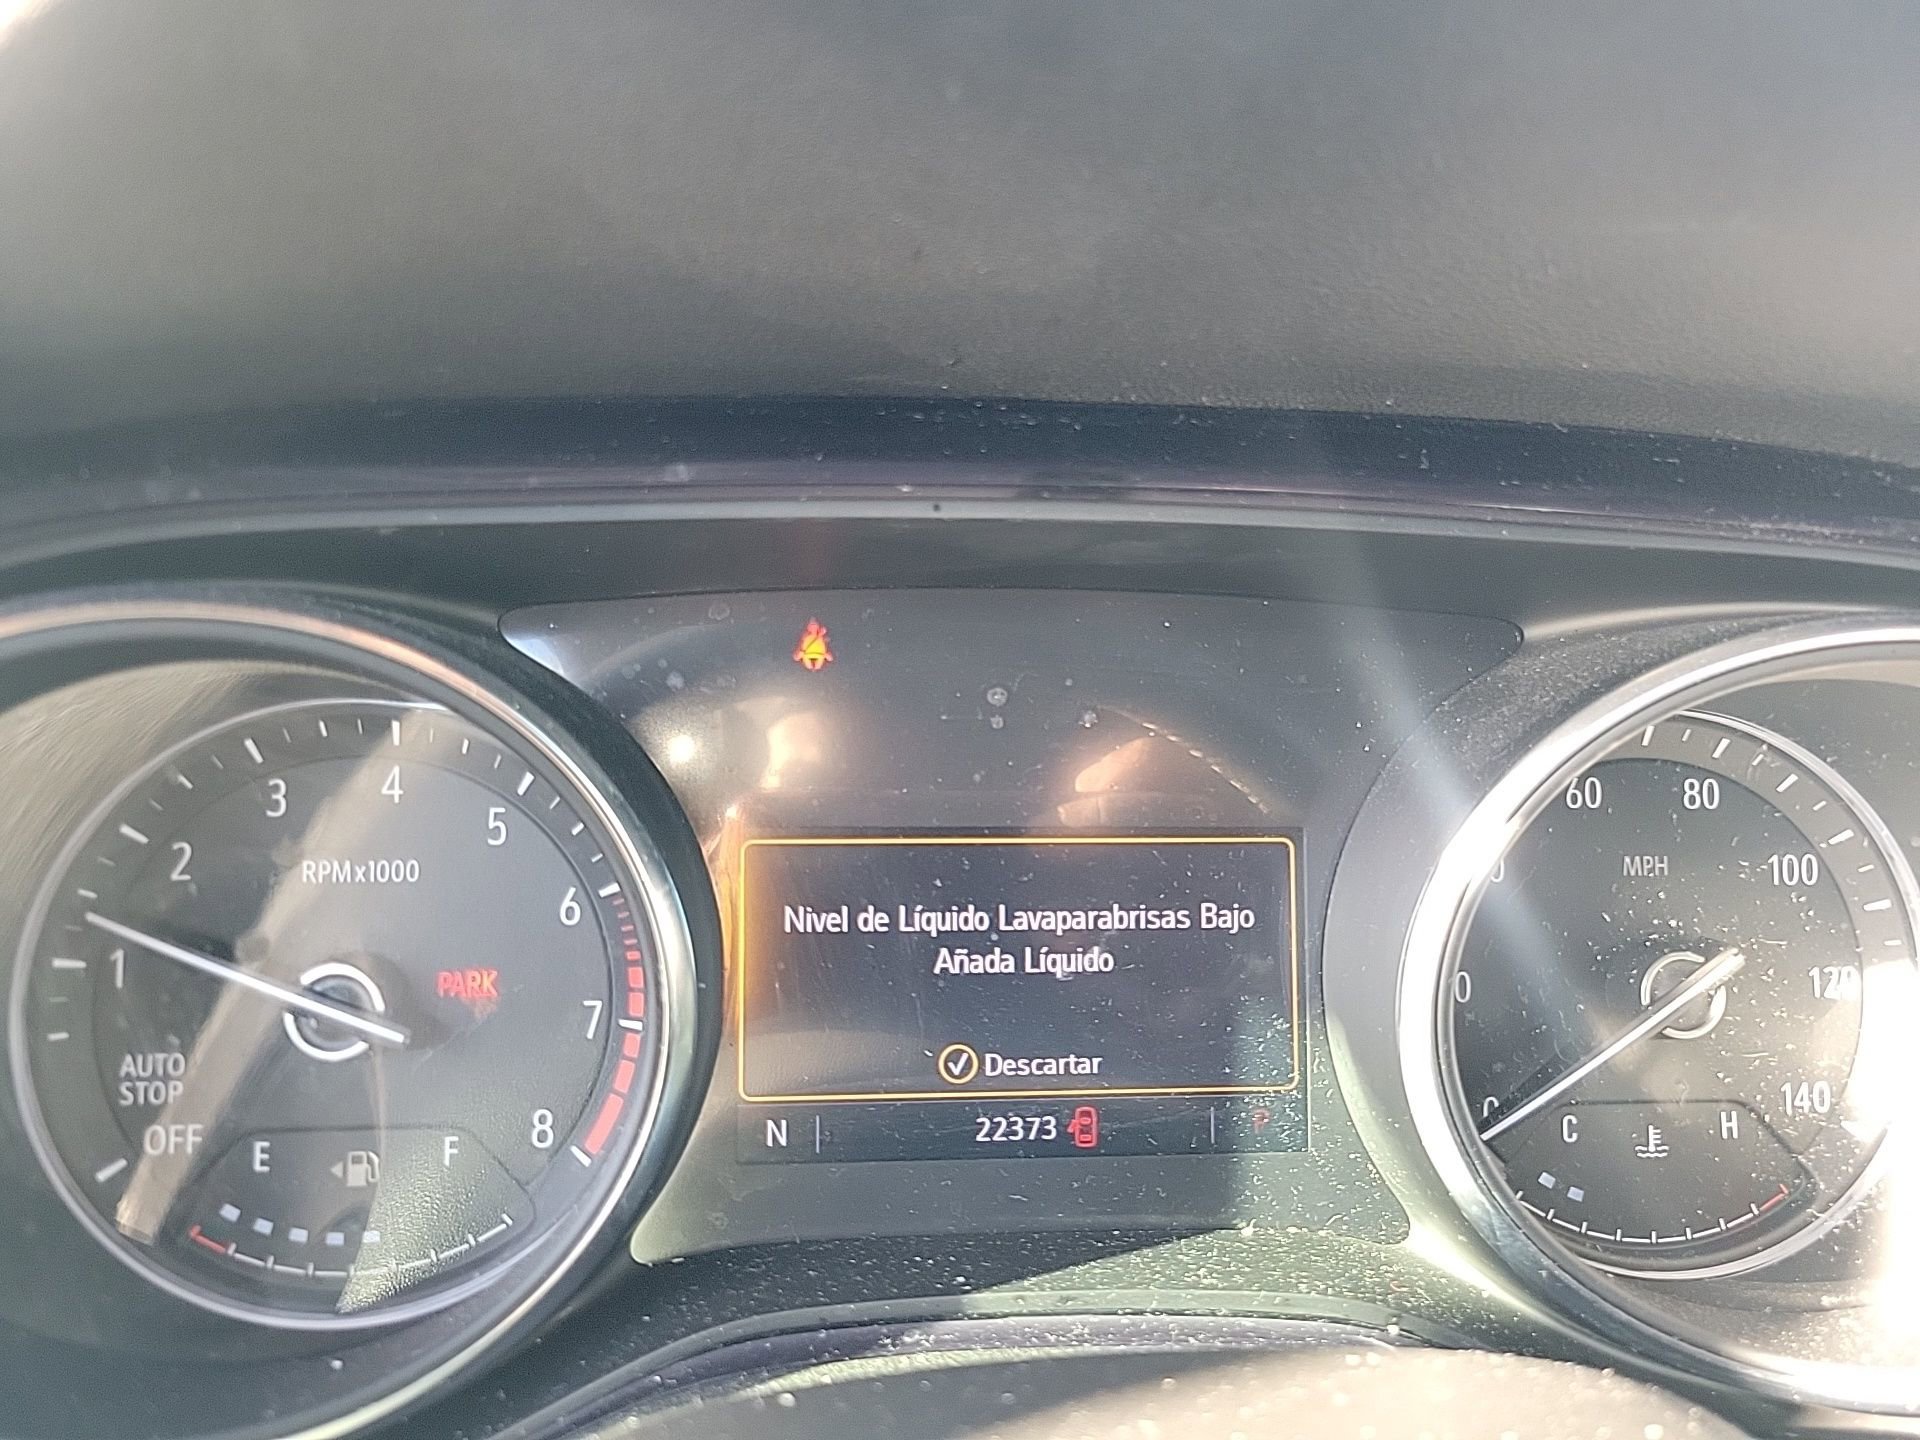 1
2
3
4
5
6
7
8
RPMx1000
PARK
AUTO
STOP
OFF
E
F
Nivel de Líquido Lavaparabrisas Bajo
Añada Líquido
Descartar
N
22373
P
60
80
100
120
140
MPH
C
H